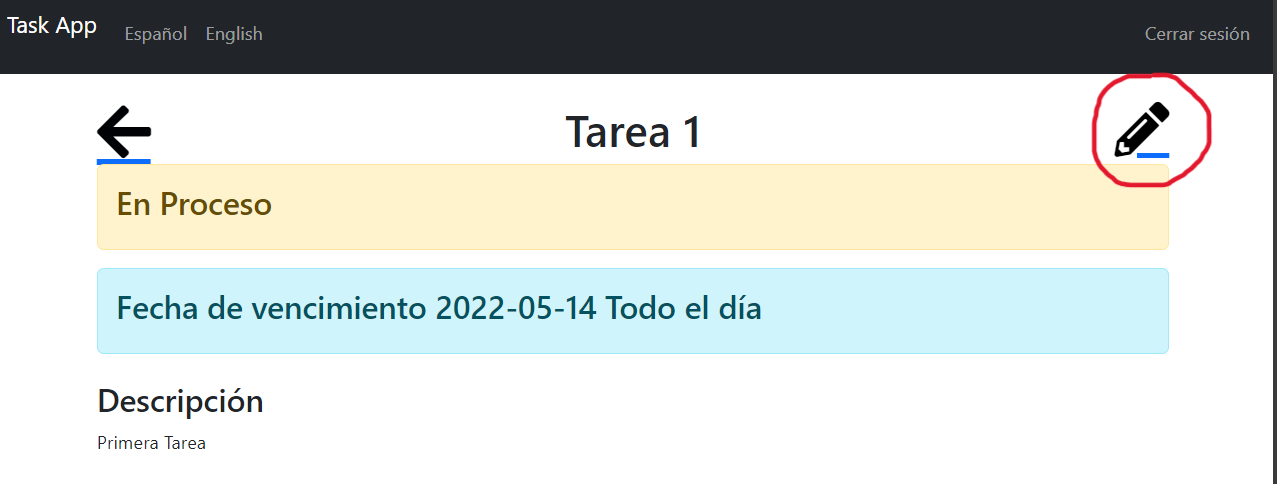 Task App Español English Cerrar sesión
Tarea 1
En Proceso
Fecha de vencimiento 2022-05-14 Todo el día
Descripción
Primera Tarea